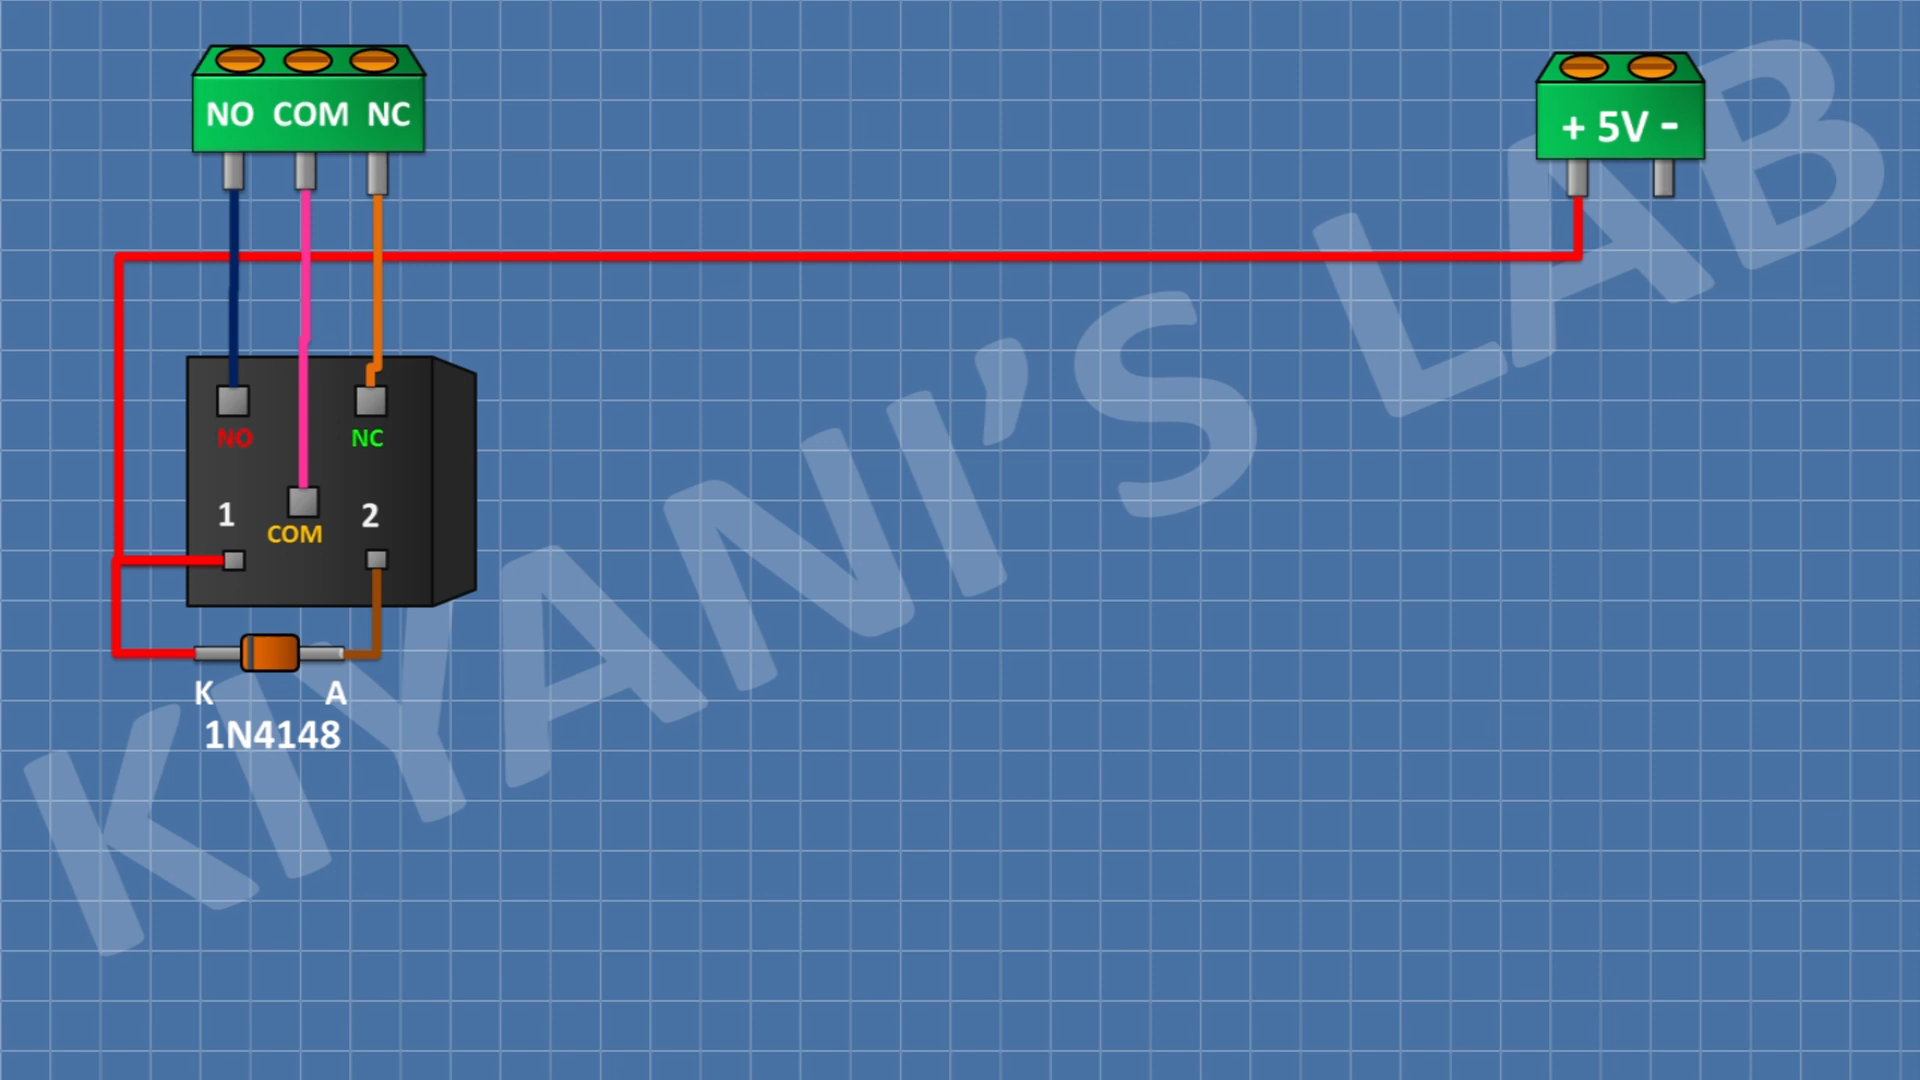 NO COM NC
+ 5V -
NO NC
1 2
COM
K A
1N4148
KIYANI'S LAB